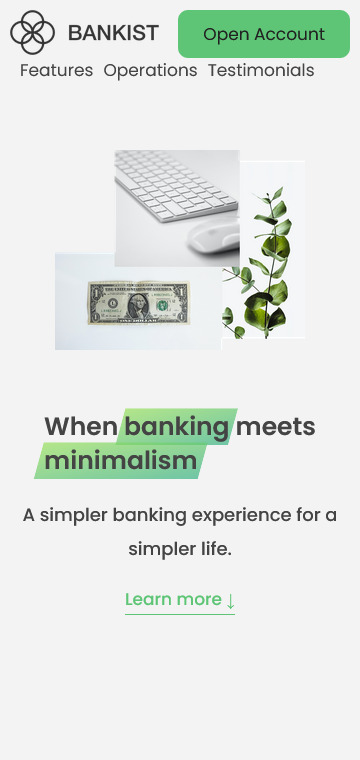 BANKIST
Open Account
Features Operations Testimonials
When banking meets
minimalism
A simpler banking experience for a
simpler life.
Learn more ↓